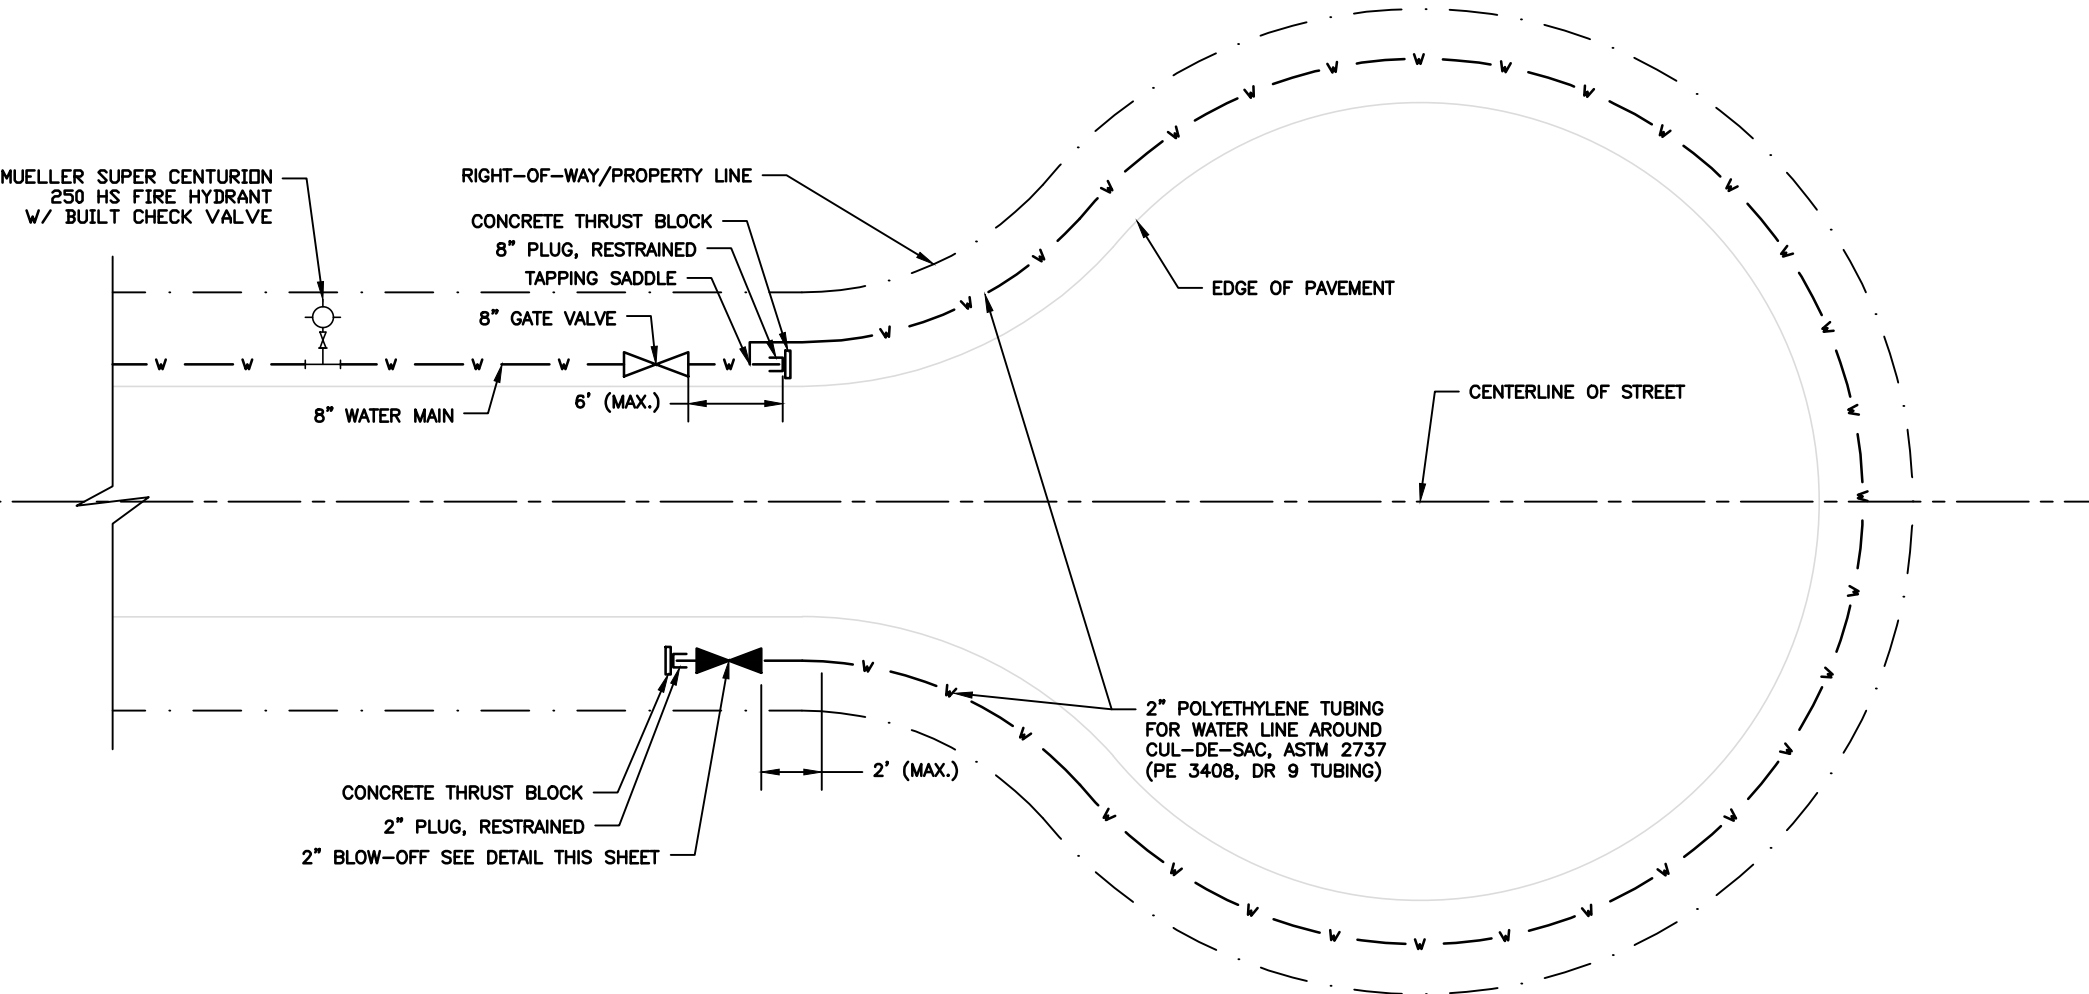 MUELLER SUPER CENTURION
250 HS FIRE HYDRANT
W/ BUILT CHECK VALVE
RIGHT-OF-WAY/PROPERTY LINE
CONCRETE THRUST BLOCK
8" PLUG, RESTRAINED
TAPPING SADDLE
8" GATE VALVE
EDGE OF PAVEMENT
6' (MAX.)
8" WATER MAIN
CENTERLINE OF STREET
2" POLYETHYLENE TUBING
FOR WATER LINE AROUND
CUL-DE-SAC, ASTM 2737
(PE 3408, DR 9 TUBING)
2' (MAX.)
CONCRETE THRUST BLOCK
2" PLUG, RESTRAINED
2" BLOW-OFF SEE DETAIL THIS SHEET
W W W W W W W
W W W W W W W W W W W W W W W W W W W W W W W W W W W W W W